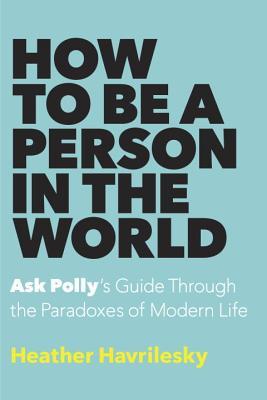 HOW
TO BE A
PERSON
IN THE
WORLD
Ask Polly's Guide Through
the Paradoxes of Modern Life
Heather Havrilesky